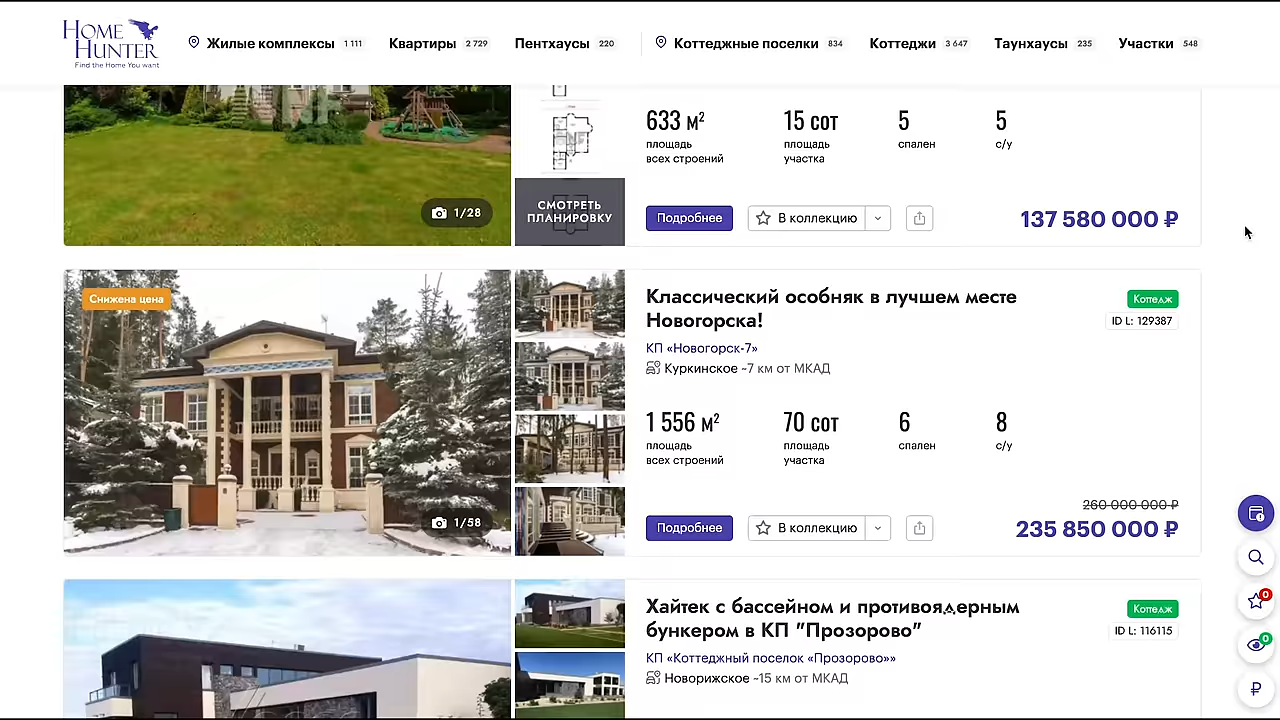 HOME HUNTER
Find the Home You want
Жилые комплексы 1 111
Квартиры 2 729
Пентхаусы 220
Коттеджные поселки 834
Коттеджи 3 647
Таунхаусы 235
Участки 548
1/28
СМОТРЕТЬ
ПЛАНИРОВКУ
633 м² 15 сот 5 5
площадь площадь спален с/у
всех строений участка
Подробнее В коллекцию 137 580 000 ₽
Снижена цена
1/58
Классический особняк в лучшем месте
Новогорска!
Коттедж
ID L: 129387
КП «Новогорск-7»
Куркинское ~7 км от МКАД
1 556 м² 70 сот 6 8
площадь площадь спален с/у
всех строений участка
260 000 000 ₽
Подробнее В коллекцию 235 850 000 ₽
Хайтек с бассейном и противоядерным
бункером в КП "Прозорово"
Коттедж
ID L: 116115
КП «Коттеджный поселок «Прозорово»»
Новорижское ~15 км от МКАД
0
0
₽